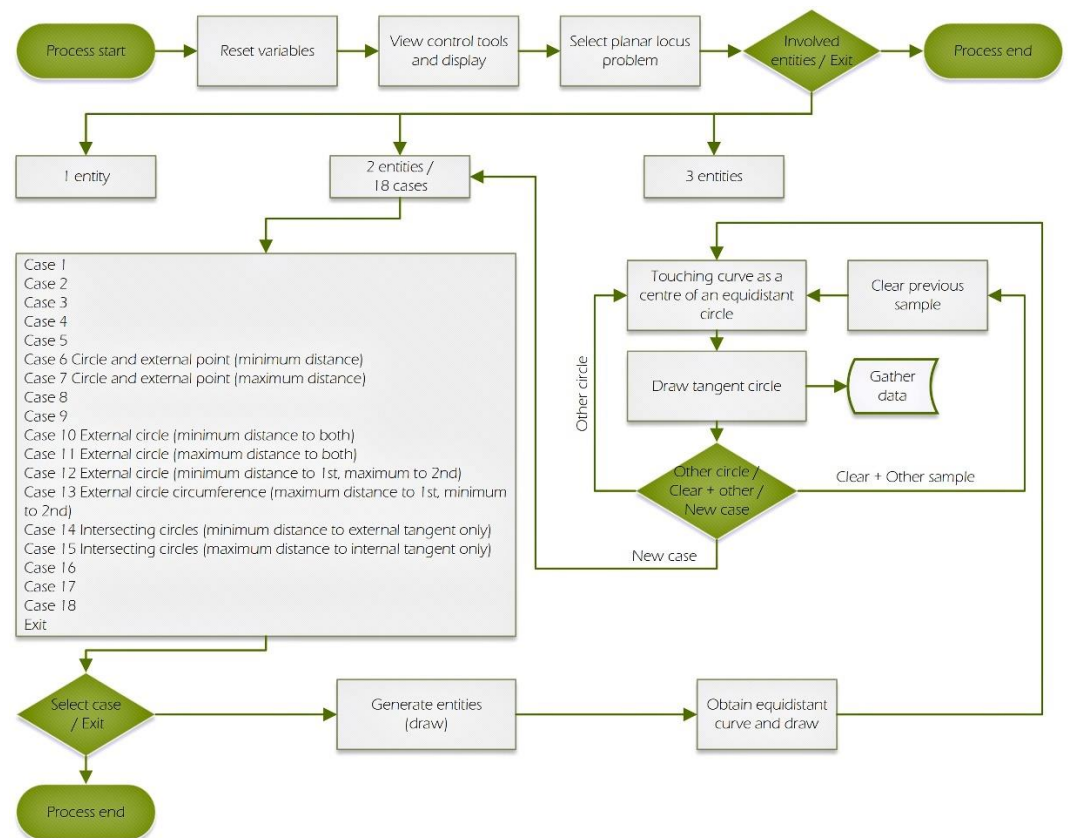 Process start
Reset variables
View control tools
and display
Select planar locus
problem
Involved
entities / Exit
Process end
1 entity
2 entities /
18 cases
3 entities
Case 1
Case 2
Case 3
Case 4
Case 5
Case 6 Circle and external point (minimum distance)
Case 7 Circle and external point (maximum distance)
Case 8
Case 9
Case 10 External circle (minimum distance to both)
Case 11 External circle (maximum distance to both)
Case 12 External circle (minimum distance to 1st, maximum to 2nd)
Case 13 External circle circumference (maximum distance to 1st, minimum
to 2nd)
Case 14 Intersecting circles (minimum distance to external tangent only)
Case 15 Intersecting circles (maximum distance to internal tangent only)
Case 16
Case 17
Case 18
Exit
Touching curve as a
centre of an equidistant
circle
Clear previous
sample
Draw tangent circle
Gather
data
Other circle
Other circle /
Clear + other /
New case
Clear + Other sample
New case
Select case
/ Exit
Generate entities
(draw)
Obtain equidistant
curve and draw
Process end